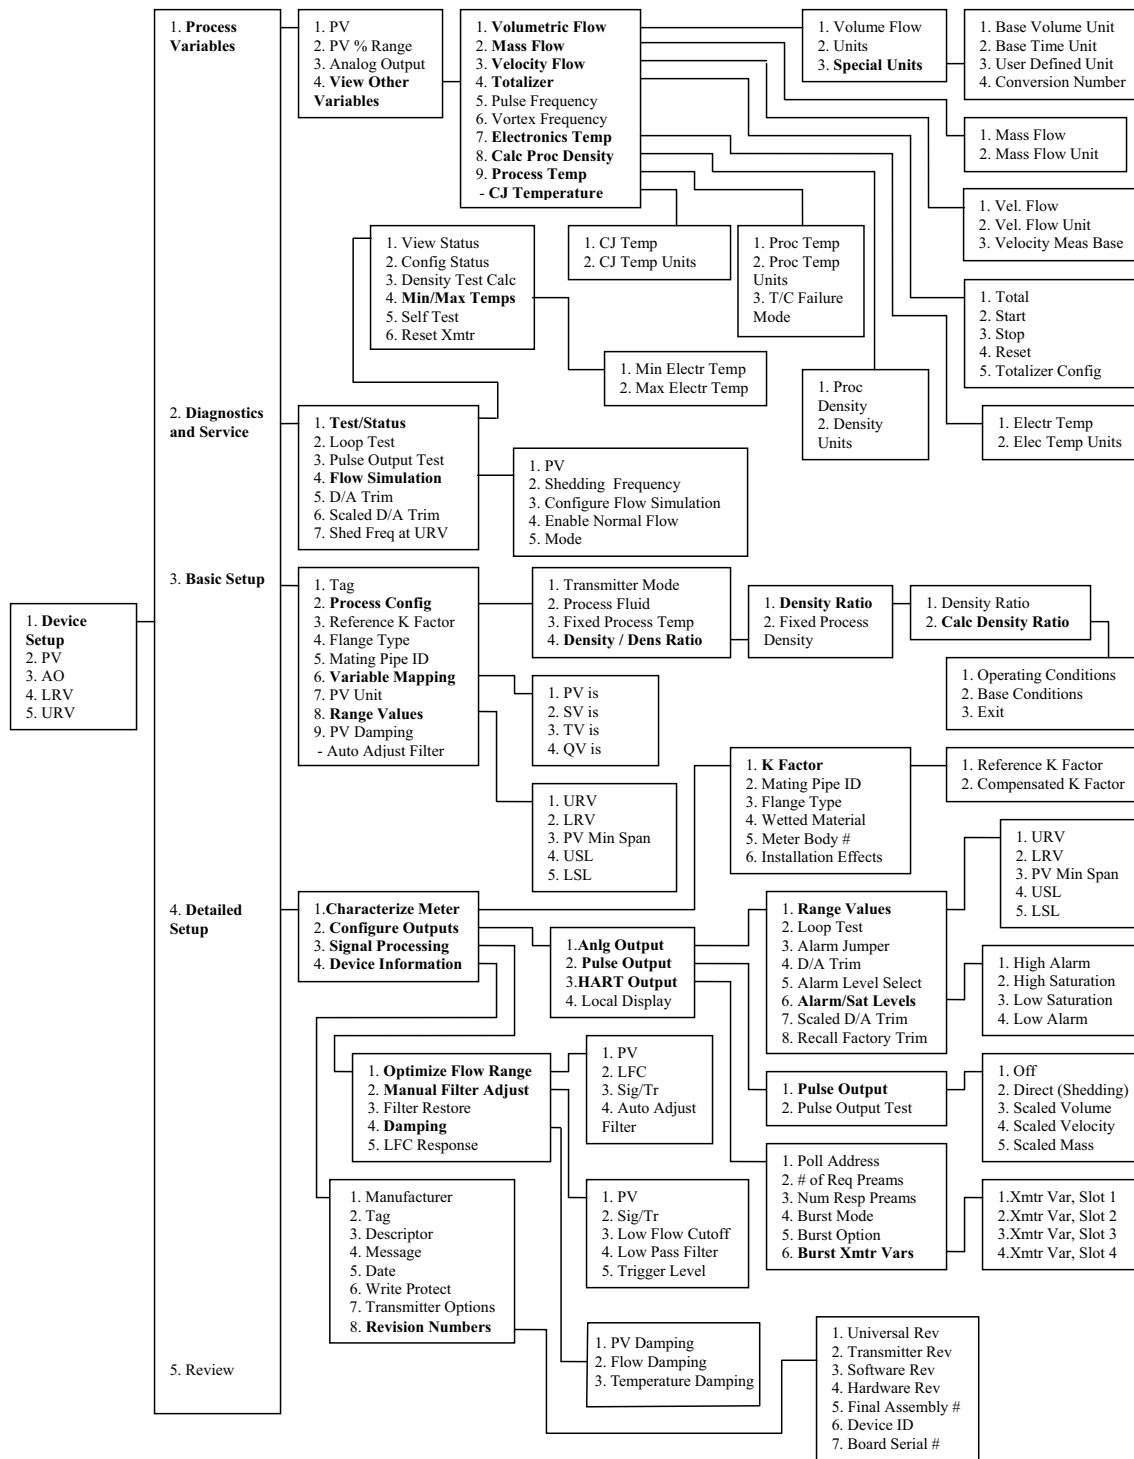 1. Device
Setup
2. PV
3. AO
4. LRV
5. URV
1. Process
Variables
2. Diagnostics
and Service
3. Basic Setup
4. Detailed
Setup
5. Review
1. PV
2. PV % Range
3. Analog Output
4. View Other
Variables
1. Volumetric Flow
2. Mass Flow
3. Velocity Flow
4. Totalizer
5. Pulse Frequency
6. Vortex Frequency
7. Electronics Temp
8. Calc Proc Density
9. Process Temp
- CJ Temperature
1. Volume Flow
2. Units
3. Special Units
1. Base Volume Unit
2. Base Time Unit
3. User Defined Unit
4. Conversion Number
1. Mass Flow
2. Mass Flow Unit
1. Vel. Flow
2. Vel. Flow Unit
3. Velocity Meas Base
1. Total
2. Start
3. Stop
4. Reset
5. Totalizer Config
1. Electr Temp
2. Elec Temp Units
1. Proc
Density
2. Density
Units
1. Proc Temp
2. Proc Temp
Units
3. T/C Failure
Mode
1. CJ Temp
2. CJ Temp Units
1. View Status
2. Config Status
3. Density Test Calc
4. Min/Max Temps
5. Self Test
6. Reset Xmtr
1. Min Electr Temp
2. Max Electr Temp
1. Test/Status
2. Loop Test
3. Pulse Output Test
4. Flow Simulation
5. D/A Trim
6. Scaled D/A Trim
7. Shed Freq at URV
1. PV
2. Shedding Frequency
3. Configure Flow Simulation
4. Enable Normal Flow
5. Mode
1. Tag
2. Process Config
3. Reference K Factor
4. Flange Type
5. Mating Pipe ID
6. Variable Mapping
7. PV Unit
8. Range Values
9. PV Damping
- Auto Adjust Filter
1. Transmitter Mode
2. Process Fluid
3. Fixed Process Temp
4. Density / Dens Ratio
1. Density Ratio
2. Fixed Process
Density
1. Density Ratio
2. Calc Density Ratio
1. Operating Conditions
2. Base Conditions
3. Exit
1. PV is
2. SV is
3. TV is
4. QV is
1. URV
2. LRV
3. PV Min Span
4. USL
5. LSL
1.Characterize Meter
2. Configure Outputs
3. Signal Processing
4. Device Information
1. K Factor
2. Mating Pipe ID
3. Flange Type
4. Wetted Material
5. Meter Body #
6. Installation Effects
1. Reference K Factor
2. Compensated K Factor
1.Anlg Output
2. Pulse Output
3.HART Output
4. Local Display
1. Range Values
2. Loop Test
3. Alarm Jumper
4. D/A Trim
5. Alarm Level Select
6. Alarm/Sat Levels
7. Scaled D/A Trim
8. Recall Factory Trim
1. URV
2. LRV
3. PV Min Span
4. USL
5. LSL
1. High Alarm
2. High Saturation
3. Low Saturation
4. Low Alarm
1. Pulse Output
2. Pulse Output Test
1. Off
2. Direct (Shedding)
3. Scaled Volume
4. Scaled Velocity
5. Scaled Mass
1. Poll Address
2. # of Req Preams
3. Num Resp Preams
4. Burst Mode
5. Burst Option
6. Burst Xmtr Vars
1.Xmtr Var, Slot 1
2.Xmtr Var, Slot 2
3.Xmtr Var, Slot 3
4.Xmtr Var, Slot 4
1. Optimize Flow Range
2. Manual Filter Adjust
3. Filter Restore
4. Damping
5. LFC Response
1. PV
2. LFC
3. Sig/Tr
4. Auto Adjust
Filter
1. PV
2. Sig/Tr
3. Low Flow Cutoff
4. Low Pass Filter
5. Trigger Level
1. PV Damping
2. Flow Damping
3. Temperature Damping
1. Manufacturer
2. Tag
3. Descriptor
4. Message
5. Date
6. Write Protect
7. Transmitter Options
8. Revision Numbers
1. Universal Rev
2. Transmitter Rev
3. Software Rev
4. Hardware Rev
5. Final Assembly #
6. Device ID
7. Board Serial #